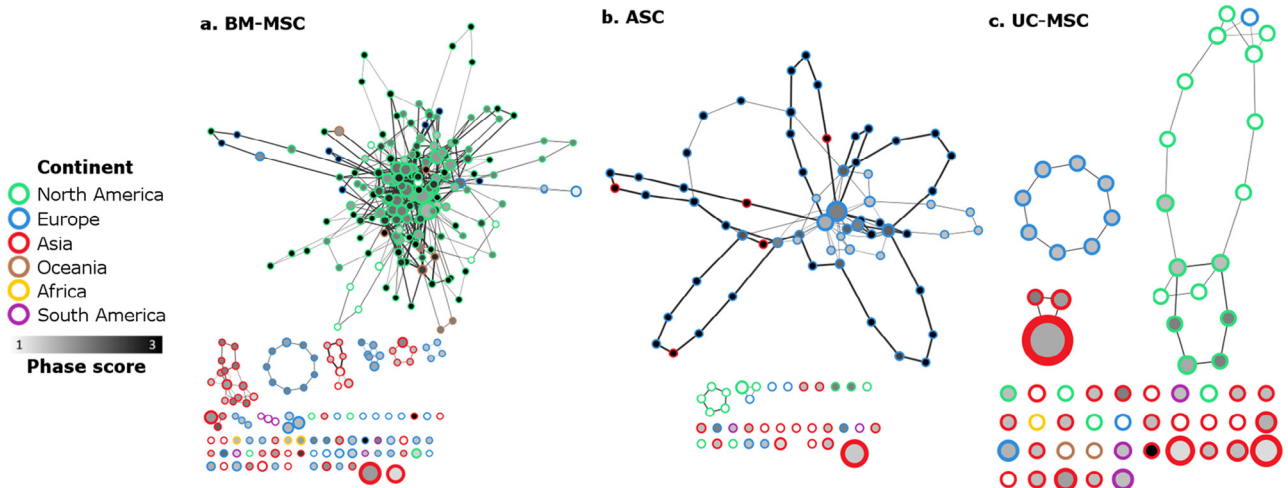 a. BM-MSC
b. ASC
c. UC-MSC
Continent
North America
Europe
Asia
Oceania
Africa
South America
1 3
Phase score